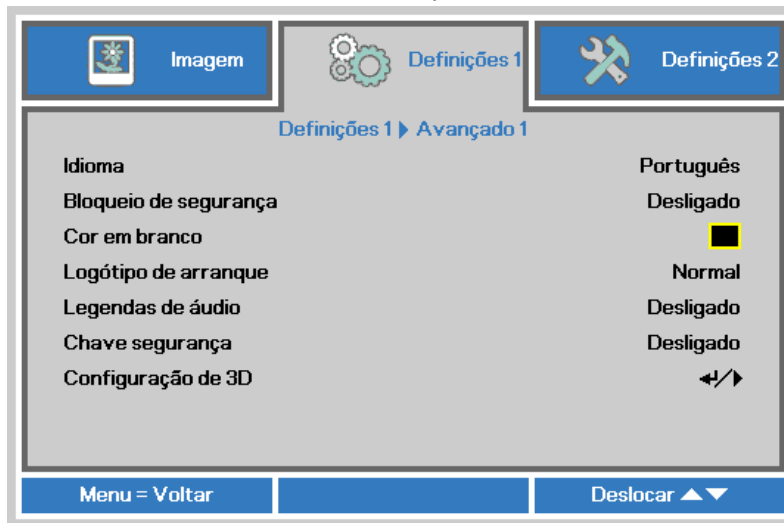 Imagem
Definições 1
Definições 2
Definições 1 Avançado 1
Idioma Português
Bloqueio de segurança Desligado
Cor em branco
Logótipo de arranque Normal
Legendas de áudio Desligado
Chave segurança Desligado
Configuração de 3D
Menu = Voltar
Deslocar